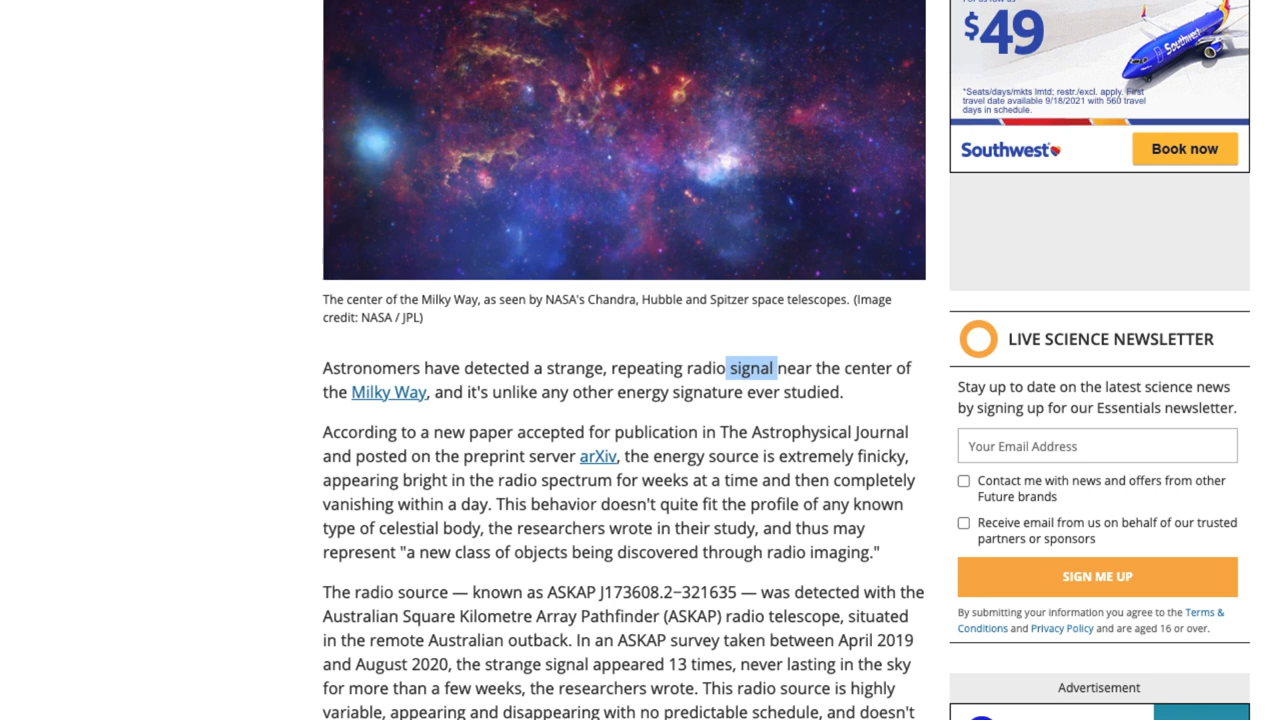 The center of the Milky Way, as seen by NASA's Chandra, Hubble and Spitzer space telescopes. (Image
credit: NASA / JPL)
Astronomers have detected a strange, repeating radio signal near the center of
the Milky Way, and it's unlike any other energy signature ever studied.
According to a new paper accepted for publication in The Astrophysical Journal
and posted on the preprint server arXiv, the energy source is extremely finicky,
appearing bright in the radio spectrum for weeks at a time and then completely
vanishing within a day. This behavior doesn't quite fit the profile of any known
type of celestial body, the researchers wrote in their study, and thus may
represent "a new class of objects being discovered through radio imaging."
The radio source — known as ASKAP J173608.2−321635 — was detected with the
Australian Square Kilometre Array Pathfinder (ASKAP) radio telescope, situated
in the remote Australian outback. In an ASKAP survey taken between April 2019
and August 2020, the strange signal appeared 13 times, never lasting in the sky
for more than a few weeks, the researchers wrote. This radio source is highly
variable, appearing and disappearing with no predictable schedule, and doesn't
$49
Southwest
*Seats/days/mkts lmtd; restr./excl. apply. First
travel date available 9/18/2021 with 560 travel
days in schedule.
Southwest
Book now
LIVE SCIENCE NEWSLETTER
Stay up to date on the latest science news
by signing up for our Essentials newsletter.
Your Email Address
Contact me with news and offers from other
Future brands
Receive email from us on behalf of our trusted
partners or sponsors
SIGN ME UP
By submitting your information you agree to the Terms &
Conditions and Privacy Policy and are aged 16 or over.
Advertisement